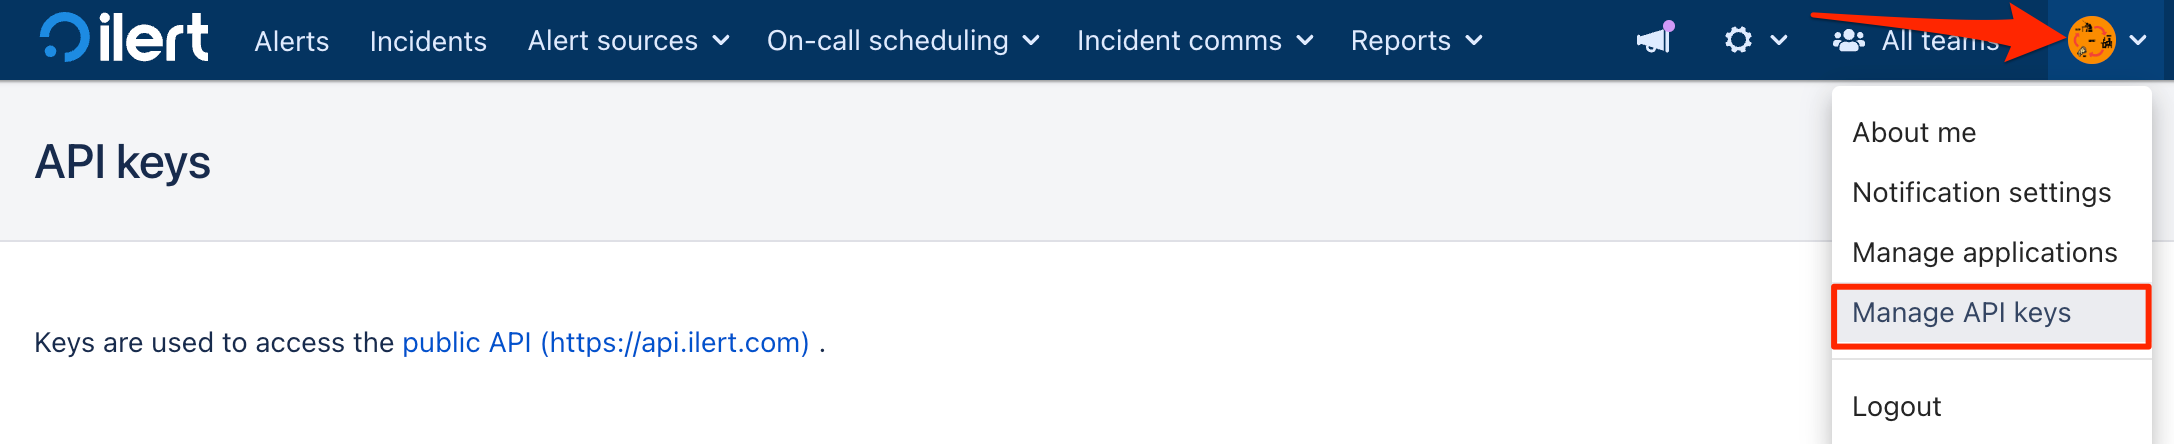 ilert Alerts Incidents Alert sources On-call scheduling Incident comms Reports All teams
About me
API keys
Notification settings
Manage applications
Manage API keys
Keys are used to access the public API (https://api.ilert.com) .
Logout